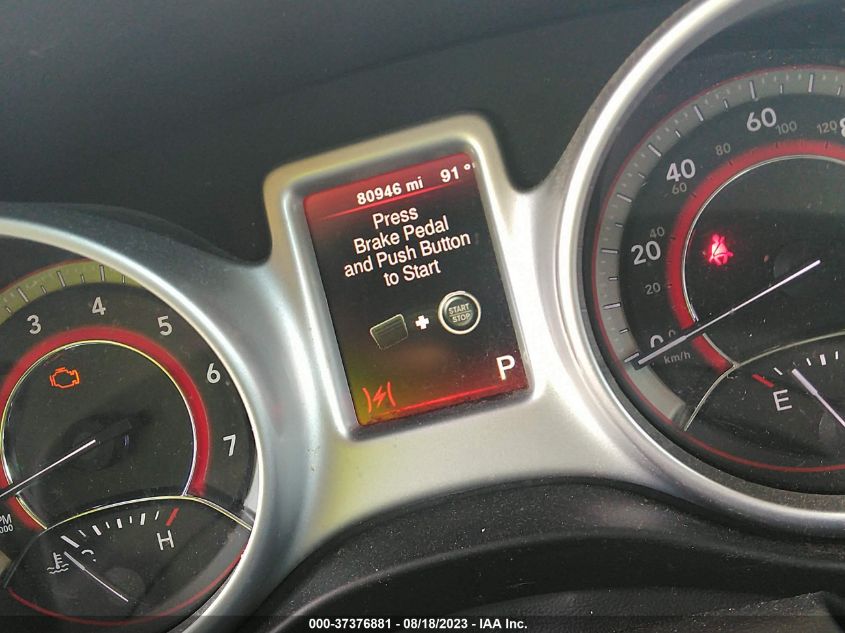 80946 mi 91 °
Press
Brake Pedal
and Push Button
to Start
START
STOP
P
3
4
5
6
7
H
0
20
40
60
20
40
60
80
100
120
km/h
E
000-37376881 - 08/18/2023 - IAA Inc.